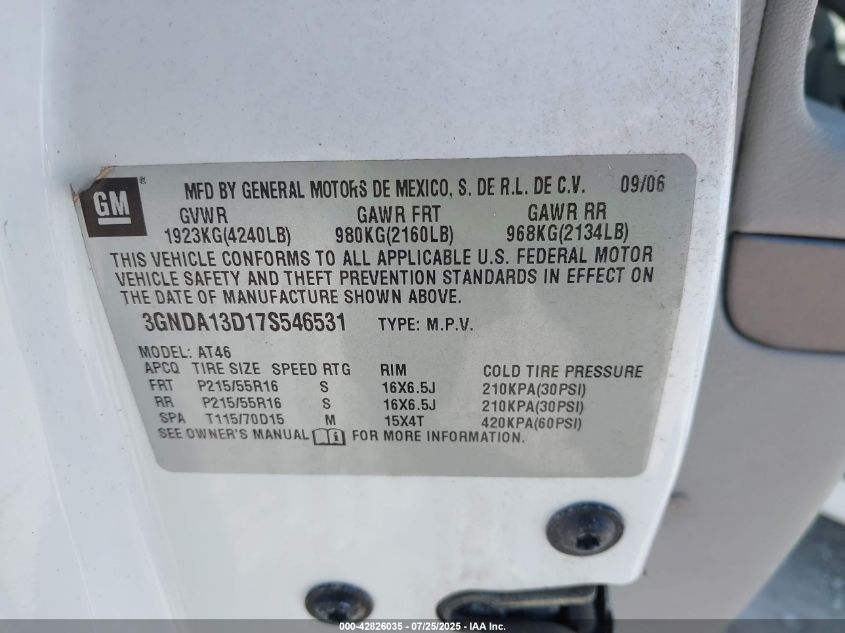 GM ® MFD BY GENERAL MOTORS DE MEXICO, S. DE R.L. DE C.V. 09/06
GVWR GAWR FRT GAWR RR
1923KG(4240LB) 980KG(2160LB) 968KG(2134LB)
THIS VEHICLE CONFORMS TO ALL APPLICABLE U.S. FEDERAL MOTOR
VEHICLE SAFETY AND THEFT PREVENTION STANDARDS IN EFFECT ON
THE DATE OF MANUFACTURE SHOWN ABOVE.
3GNDA13D17S546531 TYPE: M.P.V.
MODEL: AT46
APCQ TIRE SIZE SPEED RTG RIM COLD TIRE PRESSURE
FRT P215/55R16 S 16X6.5J 210KPA(30PSI)
RR P215/55R16 S 16X6.5J 210KPA(30PSI)
SPA T115/70D15 M 15X4T 420KPA(60PSI)
SEE OWNER'S MANUAL FOR MORE INFORMATION.
000-42826035 - 07/25/2025 - IAA, Inc.